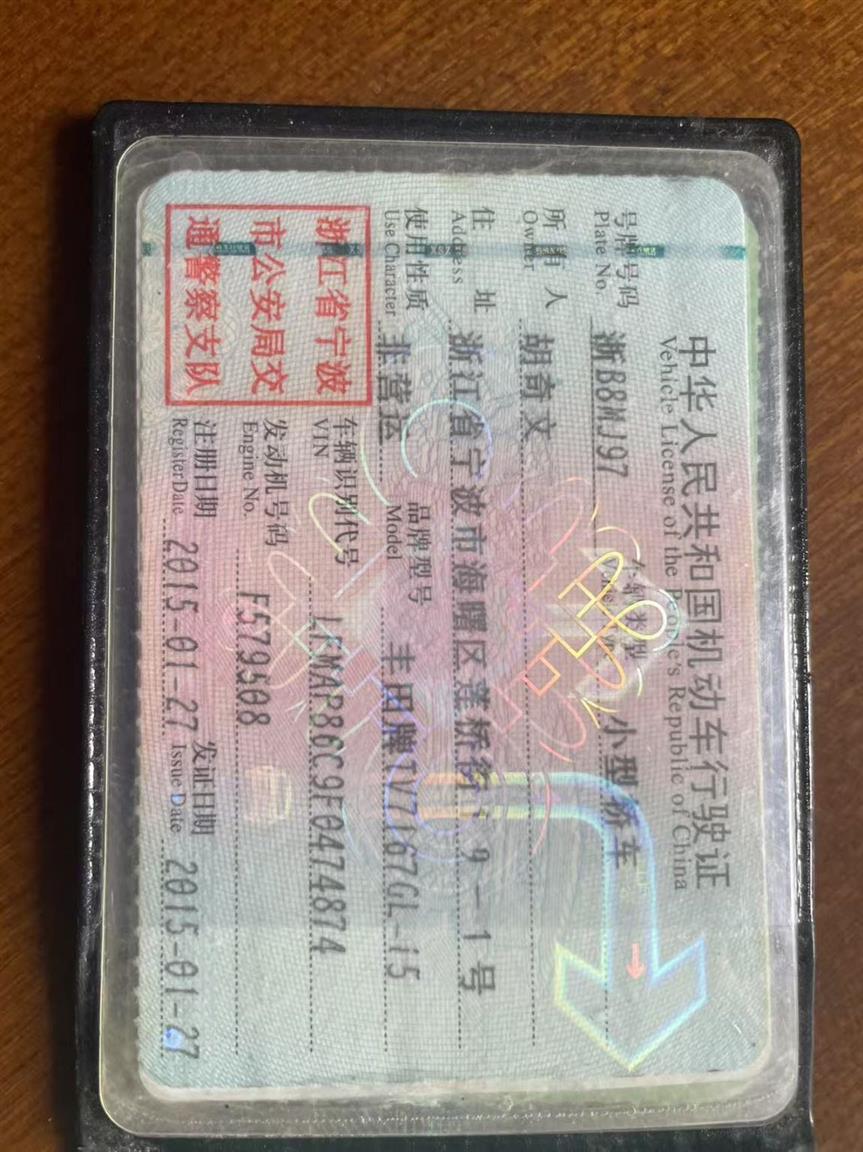 中华人民共和国机动车行驶证
Vehicle License of the People's Republic of China
号牌号码 浙B8MJ97 车辆类型 小型轿车
Plate No.
所有人 胡奇文
Owner
住址 浙江省宁波市海曙区莲桥街
Address
使用性质 非营运 品牌型号 丰田牌TV7167GL-i5
Use Character Model
浙江省宁波
市公安局交
通警察支队
车辆识别代号 LFMAP86C9F0474874
VIN
发动机号码 F579508
Engine No.
注册日期 2015-01-27 发证日期 2015-01-27
Register Date Issue Date